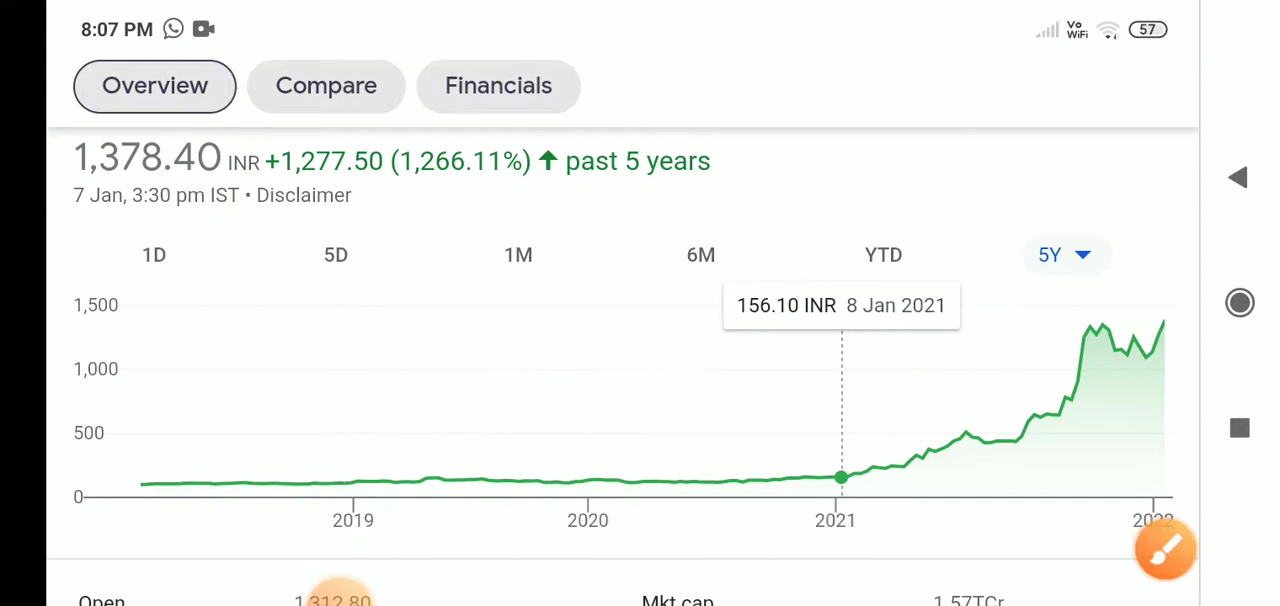 8:07 PM Vo WiFi 57
Overview Compare Financials
1,378.40 INR +1,277.50 (1,266.11%) ↑ past 5 years
7 Jan, 3:30 pm IST • Disclaimer
1D 5D 1M 6M YTD 5Y
156.10 INR 8 Jan 2021
1,500
1,000
500
0
2019 2020 2021 2022
Open 1,312.80 Mkt cap 1.57TCr